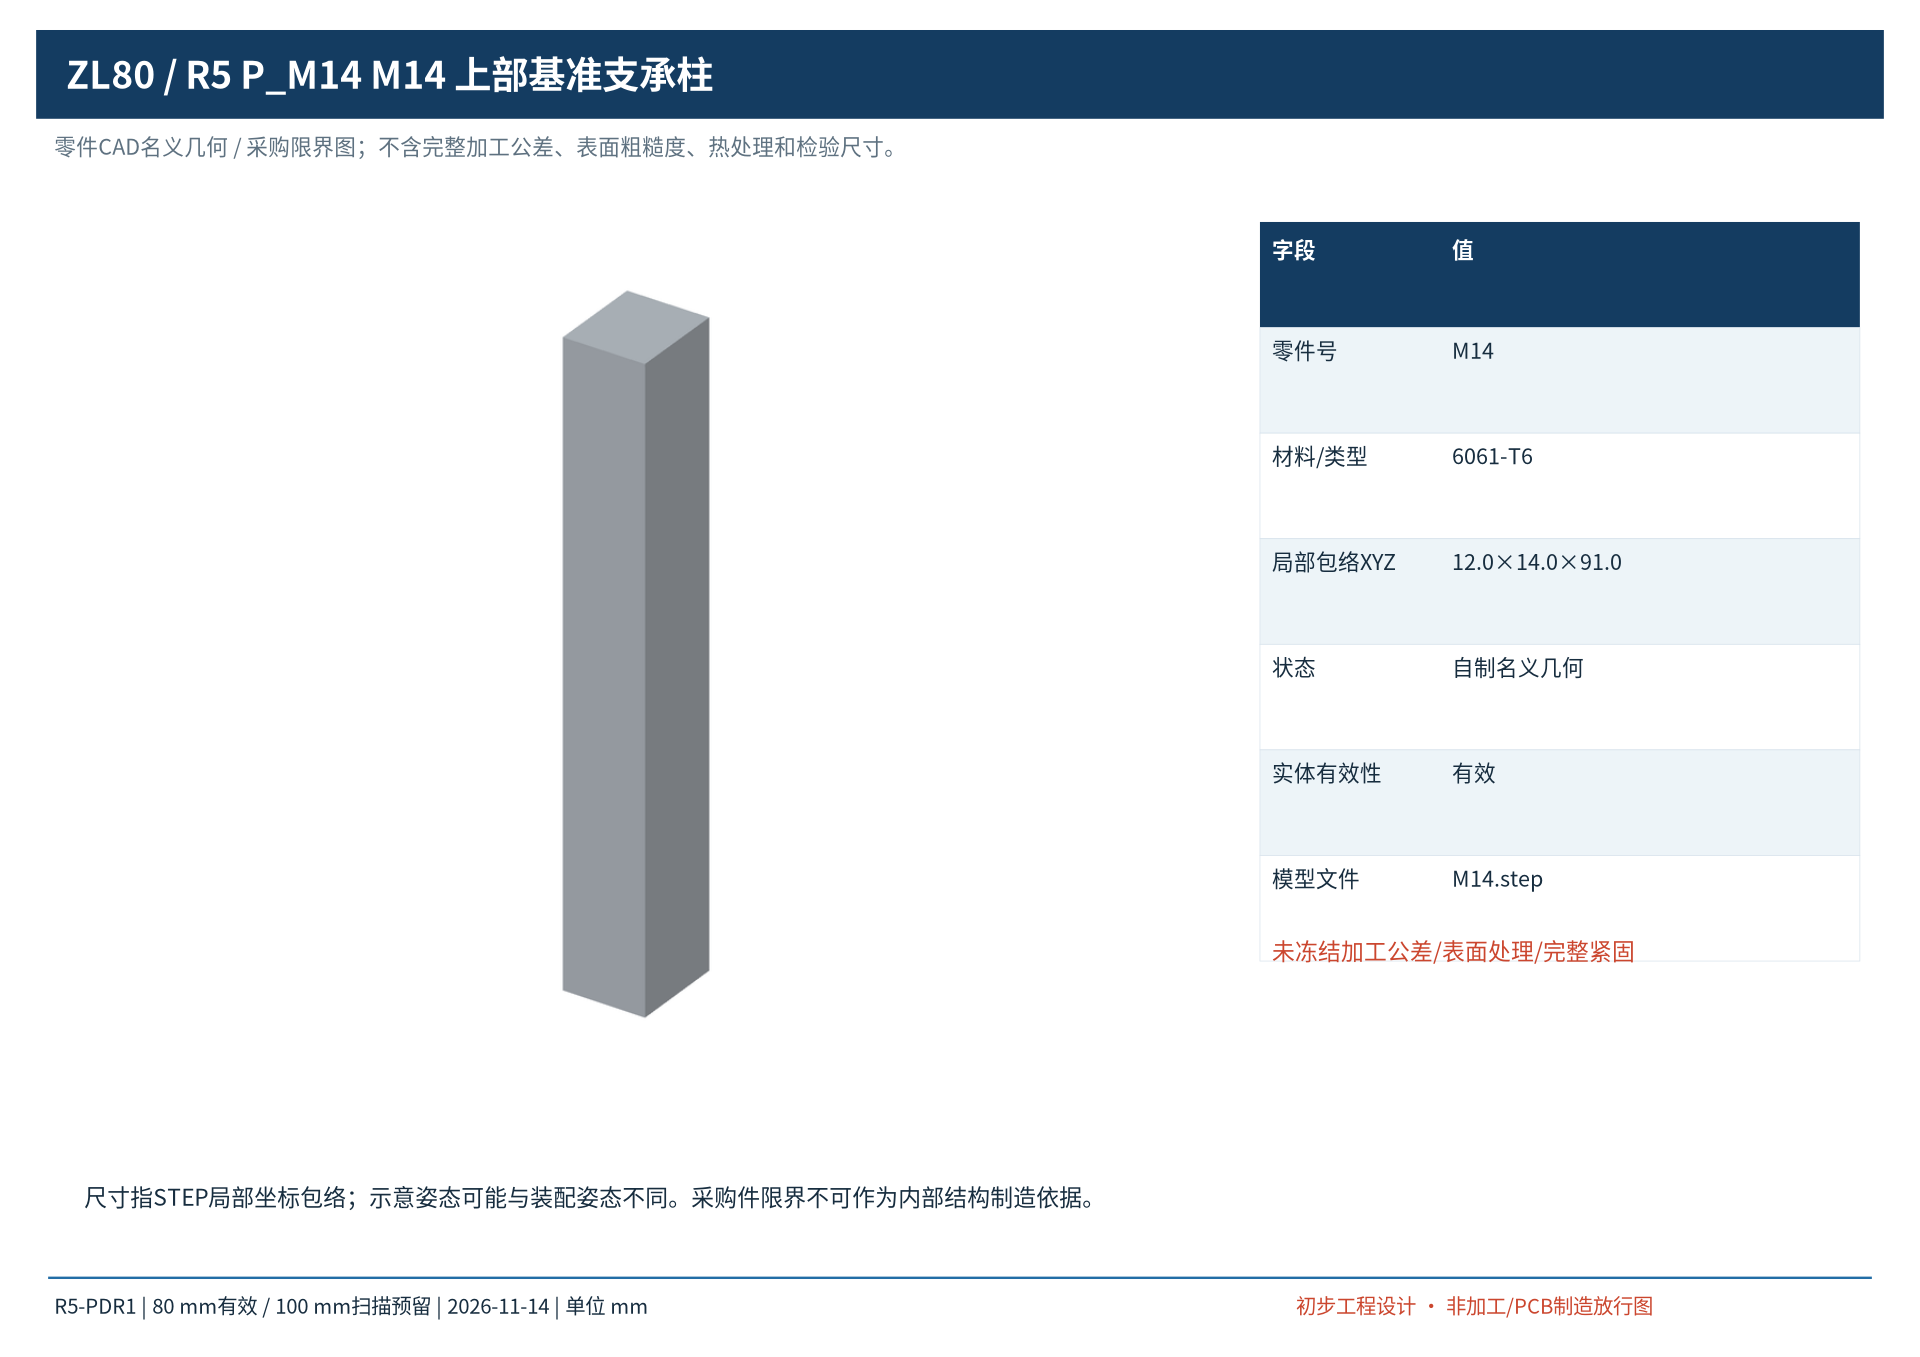 ZL80 / R5 P_M14 M14 上部基准支承柱
零件CAD名义几何 / 采购限界图；不含完整加工公差、表面粗糙度、热处理和检验尺寸。
字段 值
零件号 M14
材料/类型 6061-T6
局部包络XYZ 12.0×14.0×91.0
状态 自制名义几何
实体有效性 有效
模型文件 M14.step
未冻结加工公差/表面处理/完整紧固
尺寸指STEP局部坐标包络；示意姿态可能与装配姿态不同。采购件限界不可作为内部结构制造依据。
R5-PDR1 | 80 mm有效 / 100 mm扫描预留 | 2026-11-14 | 单位 mm
初步工程设计 · 非加工/PCB制造放行图